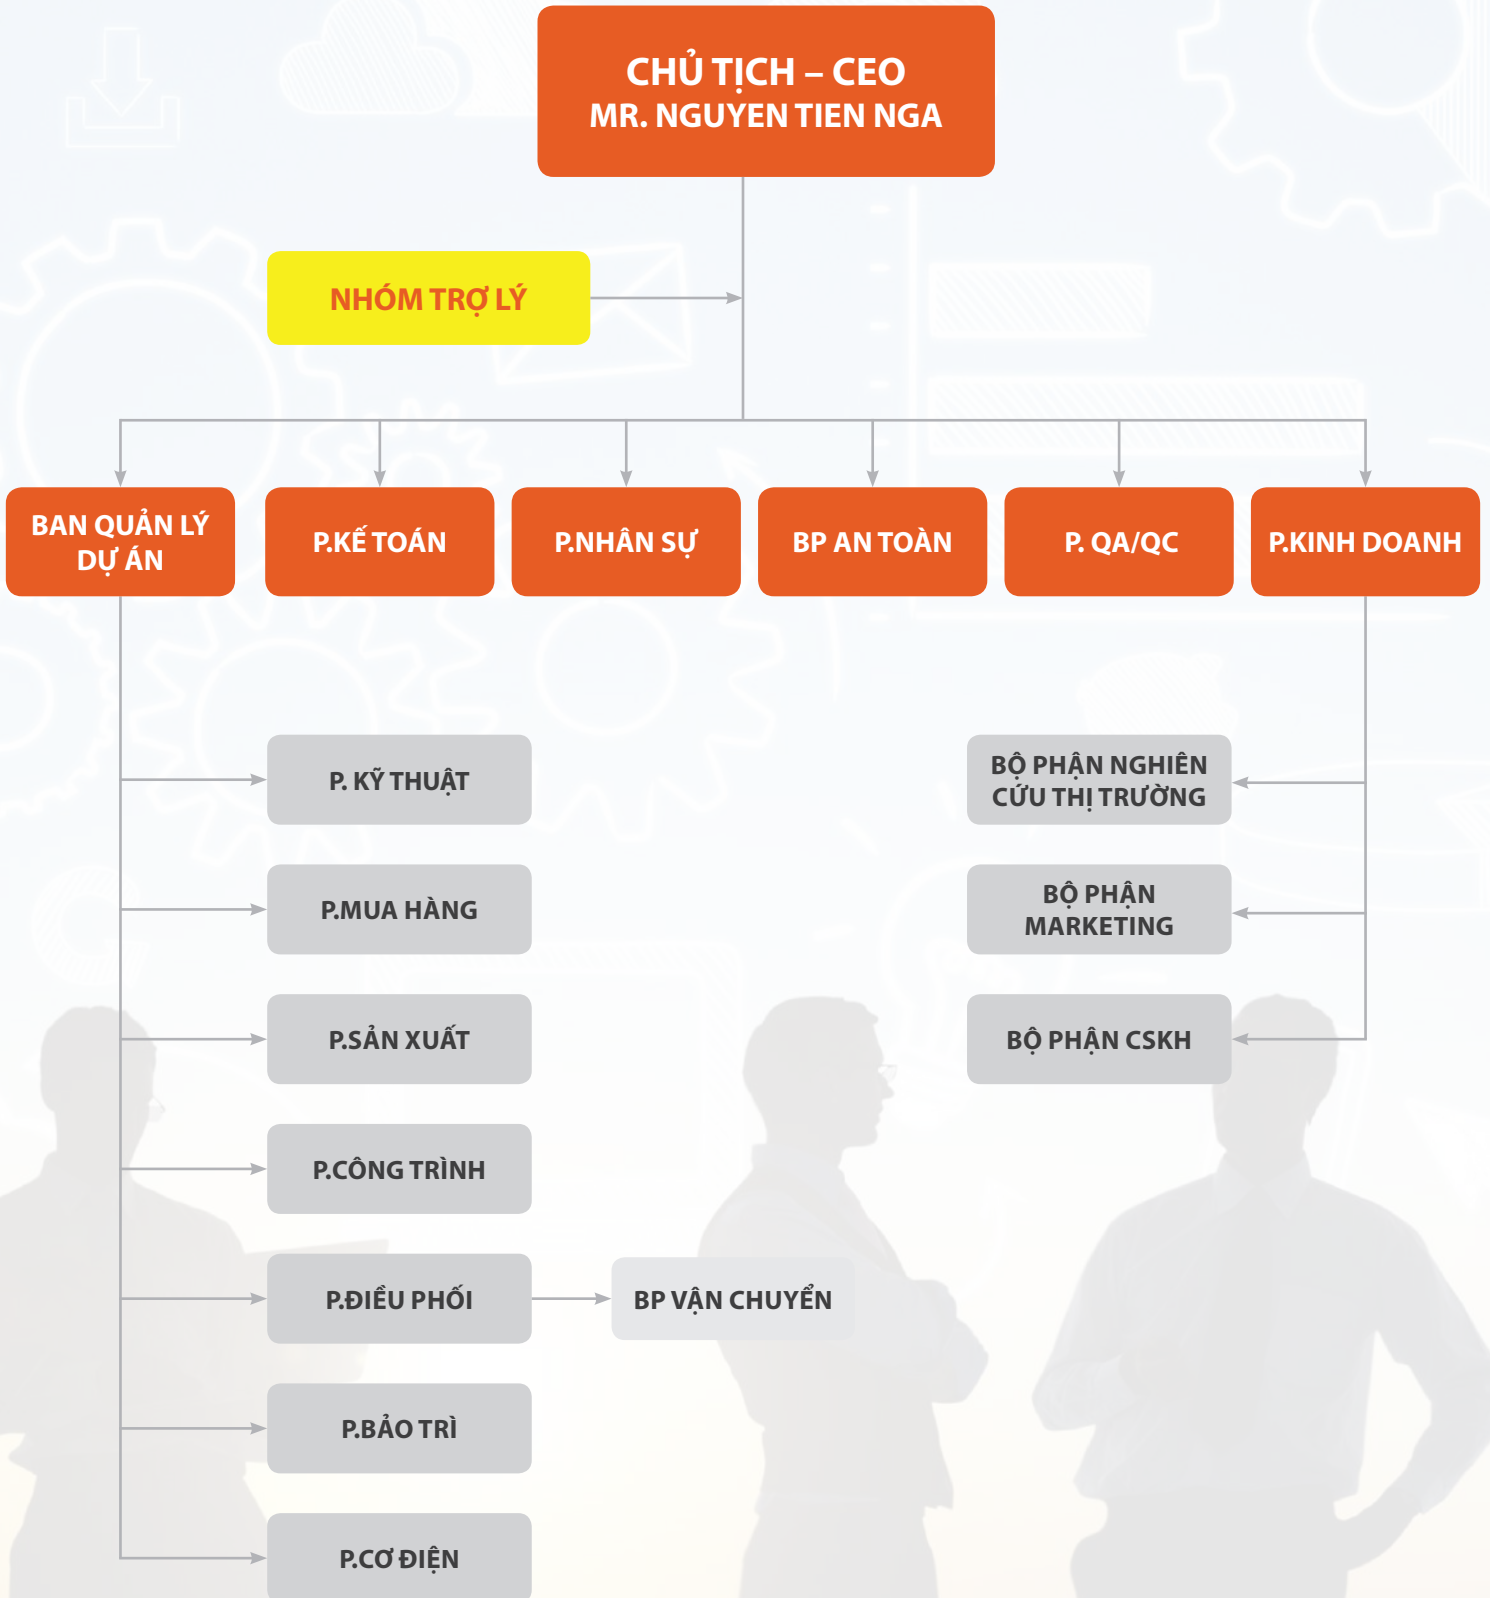 CHỦ TỊCH – CEO
MR. NGUYEN TIEN NGA
NHÓM TRỢ LÝ
BAN QUẢN LÝ
DỰ ÁN
P.KẾ TOÁN
P.NHÂN SỰ
BP AN TOÀN
P. QA/QC
P.KINH DOANH
P. KỸ THUẬT
P.MUA HÀNG
P.SẢN XUẤT
P.CÔNG TRÌNH
P.ĐIỀU PHỐI
BP VẬN CHUYỂN
P.BẢO TRÌ
P.CƠ ĐIỆN
BỘ PHẬN NGHIÊN
CỨU THỊ TRƯỜNG
BỘ PHẬN
MARKETING
BỘ PHẬN CSKH